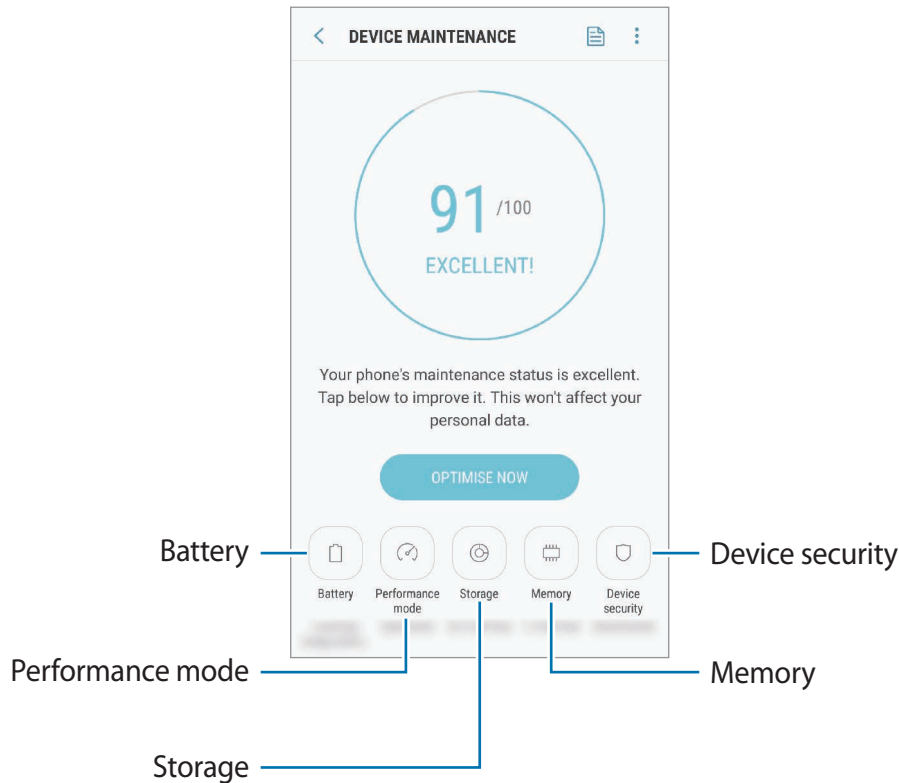 DEVICE MAINTENANCE
91 /100
EXCELLENT!
Your phone's maintenance status is excellent.
Tap below to improve it. This won't affect your
personal data.
OPTIMISE NOW
Battery
Device security
Battery
Performance
mode
Storage
Memory
Device
security
Performance mode
Memory
Storage